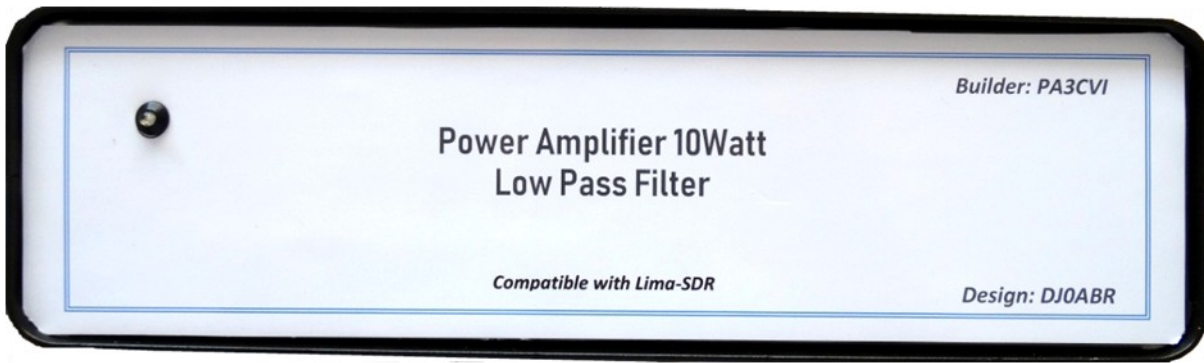 Builder: PA3CVI
Power Amplifier 10Watt
Low Pass Filter
Compatible with Lima-SDR
Design: DJ0ABR